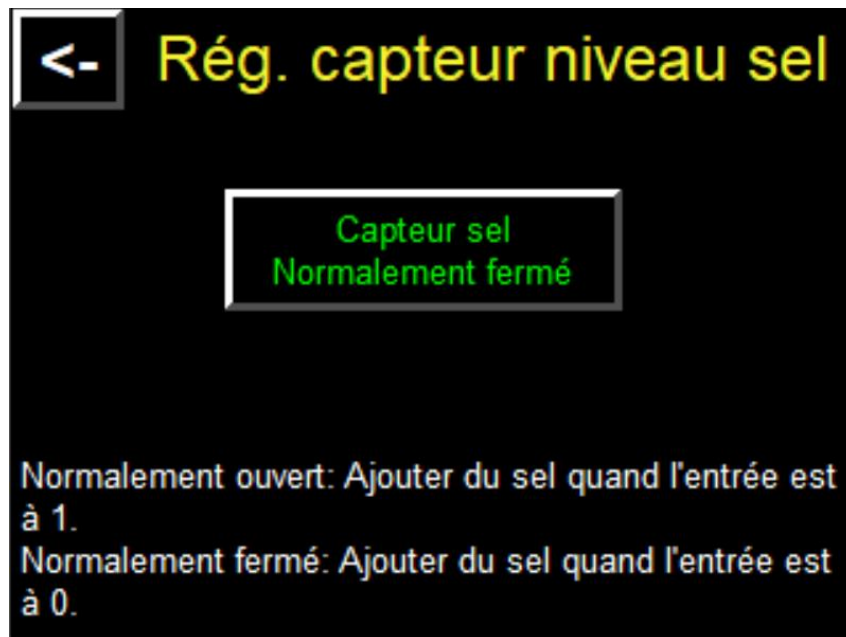 <- Rég. capteur niveau sel
Capteur sel
Normalement fermé
Normalement ouvert: Ajouter du sel quand l'entrée est
à 1.
Normalement fermé: Ajouter du sel quand l'entrée est
à 0.